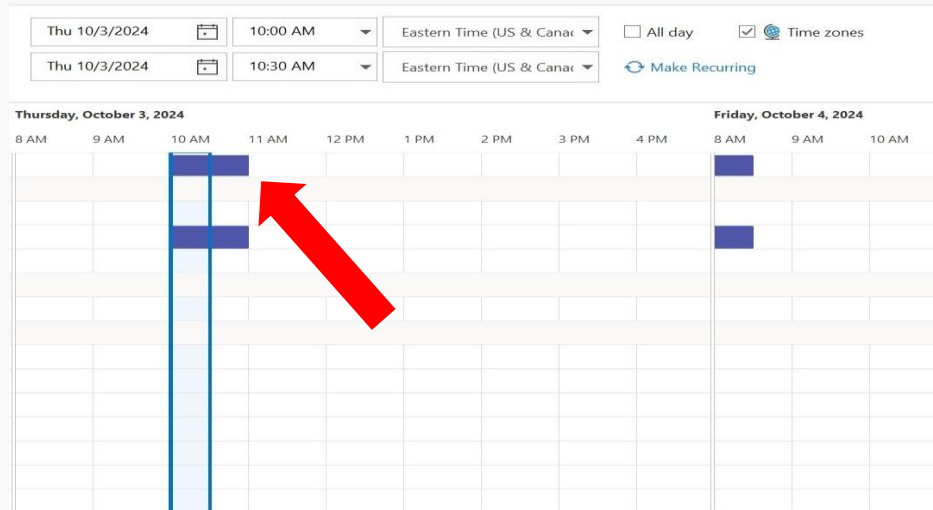 Thu 10/3/2024 10:00 AM Eastern Time (US & Cana All day Time zones
Thu 10/3/2024 10:30 AM Eastern Time (US & Cana Make Recurring
Thursday, October 3, 2024 Friday, October 4, 2024
8 AM 9 AM 10 AM 11 AM 12 PM 1 PM 2 PM 3 PM 4 PM 8 AM 9 AM 10 AM